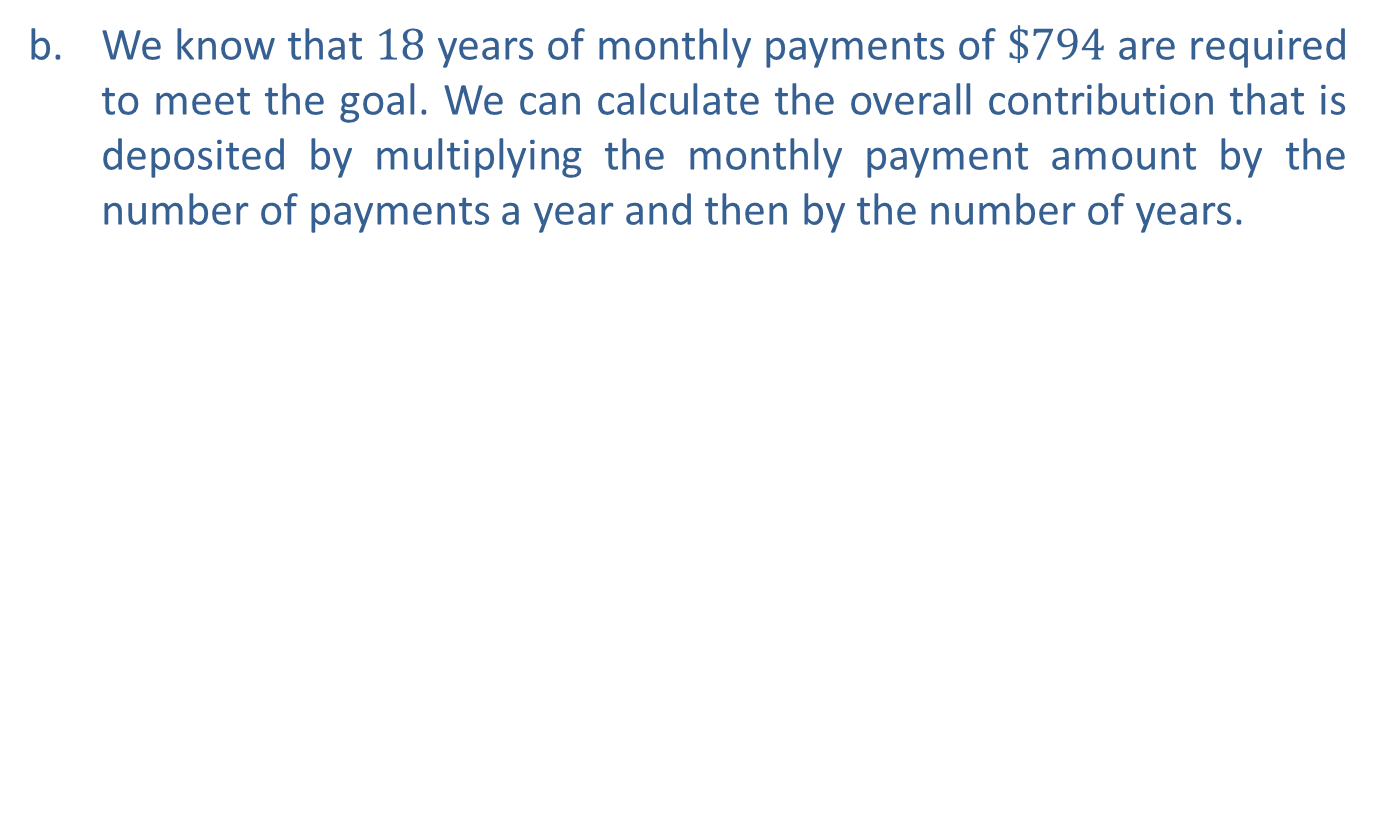 b. We know that 18 years of monthly payments of $794 are required
to meet the goal. We can calculate the overall contribution that is
deposited by multiplying the monthly payment amount by the
number of payments a year and then by the number of years.